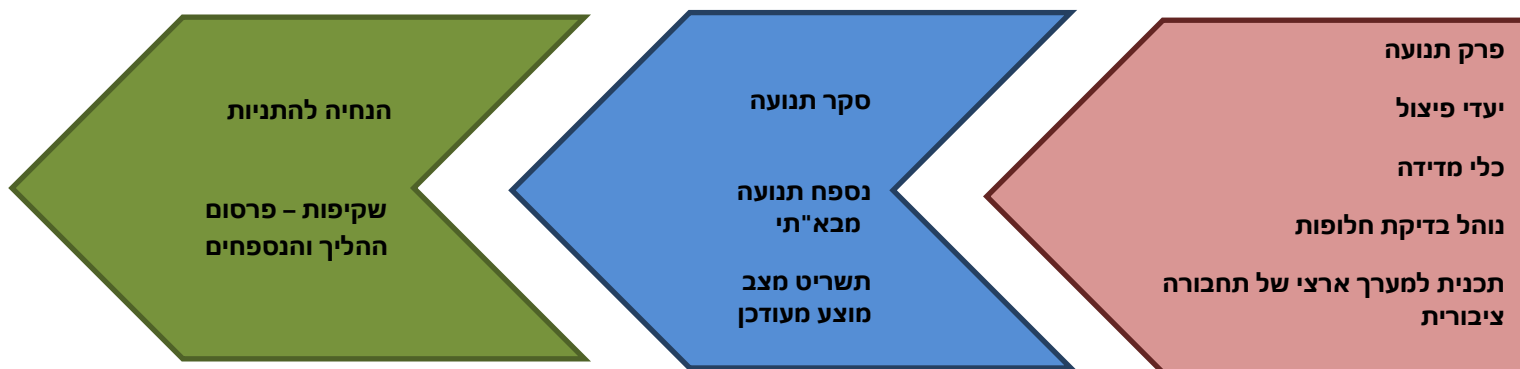 פרק תנועה
יעדי פיצול
כלי מדידה
נוהל בדיקת חלופות
תכנית למערך ארצי של תחבורה
ציבורית
סקר תנועה
נספח תנועה
מבא"תי
תשריט מצב
מוצע מעודכן
הנחיה להתניות
שקיפות – פרסום
ההליך והנספחים